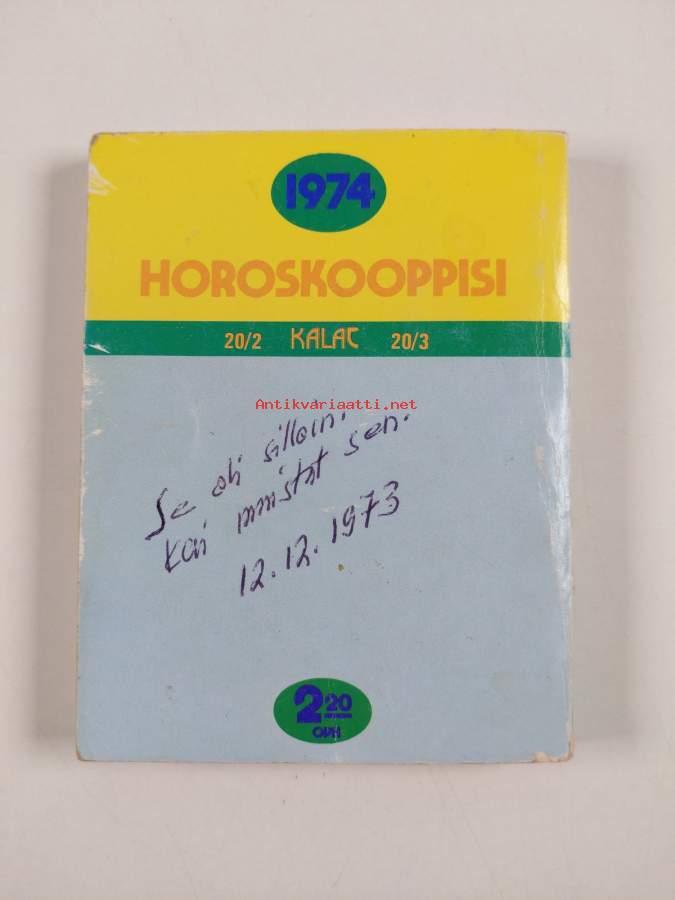 1974
HOROSKOOPPISI
20/2 KALAT 20/3
Antikvariaatti.net
Se oli silloin.
Kai muistat sen.
12.12.1973
2 20
OVH